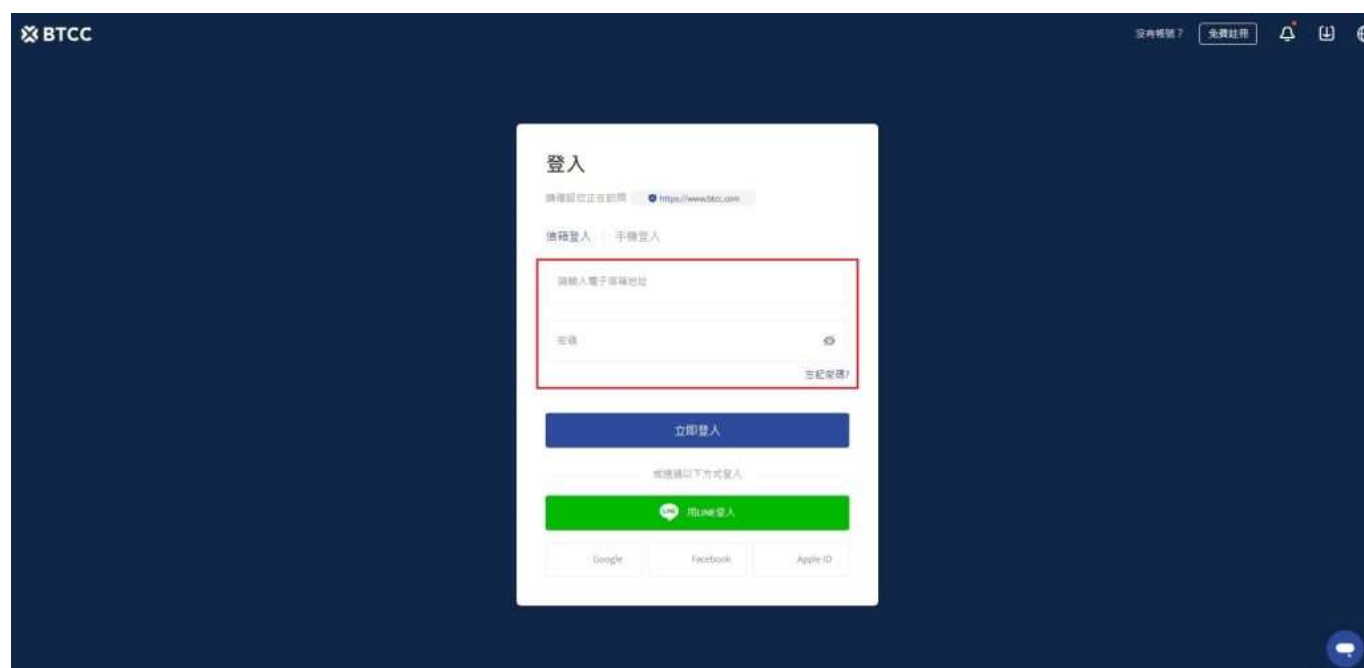 BTCC
沒有帳號？ 免費註冊
登入
請確認您正在訪問 https://www.btcc.com
信箱登入 手機登入
請輸入電子信箱地址
密碼
忘記密碼?
立即登入
或透過以下方式登入
用LINE登入
Google Facebook Apple ID